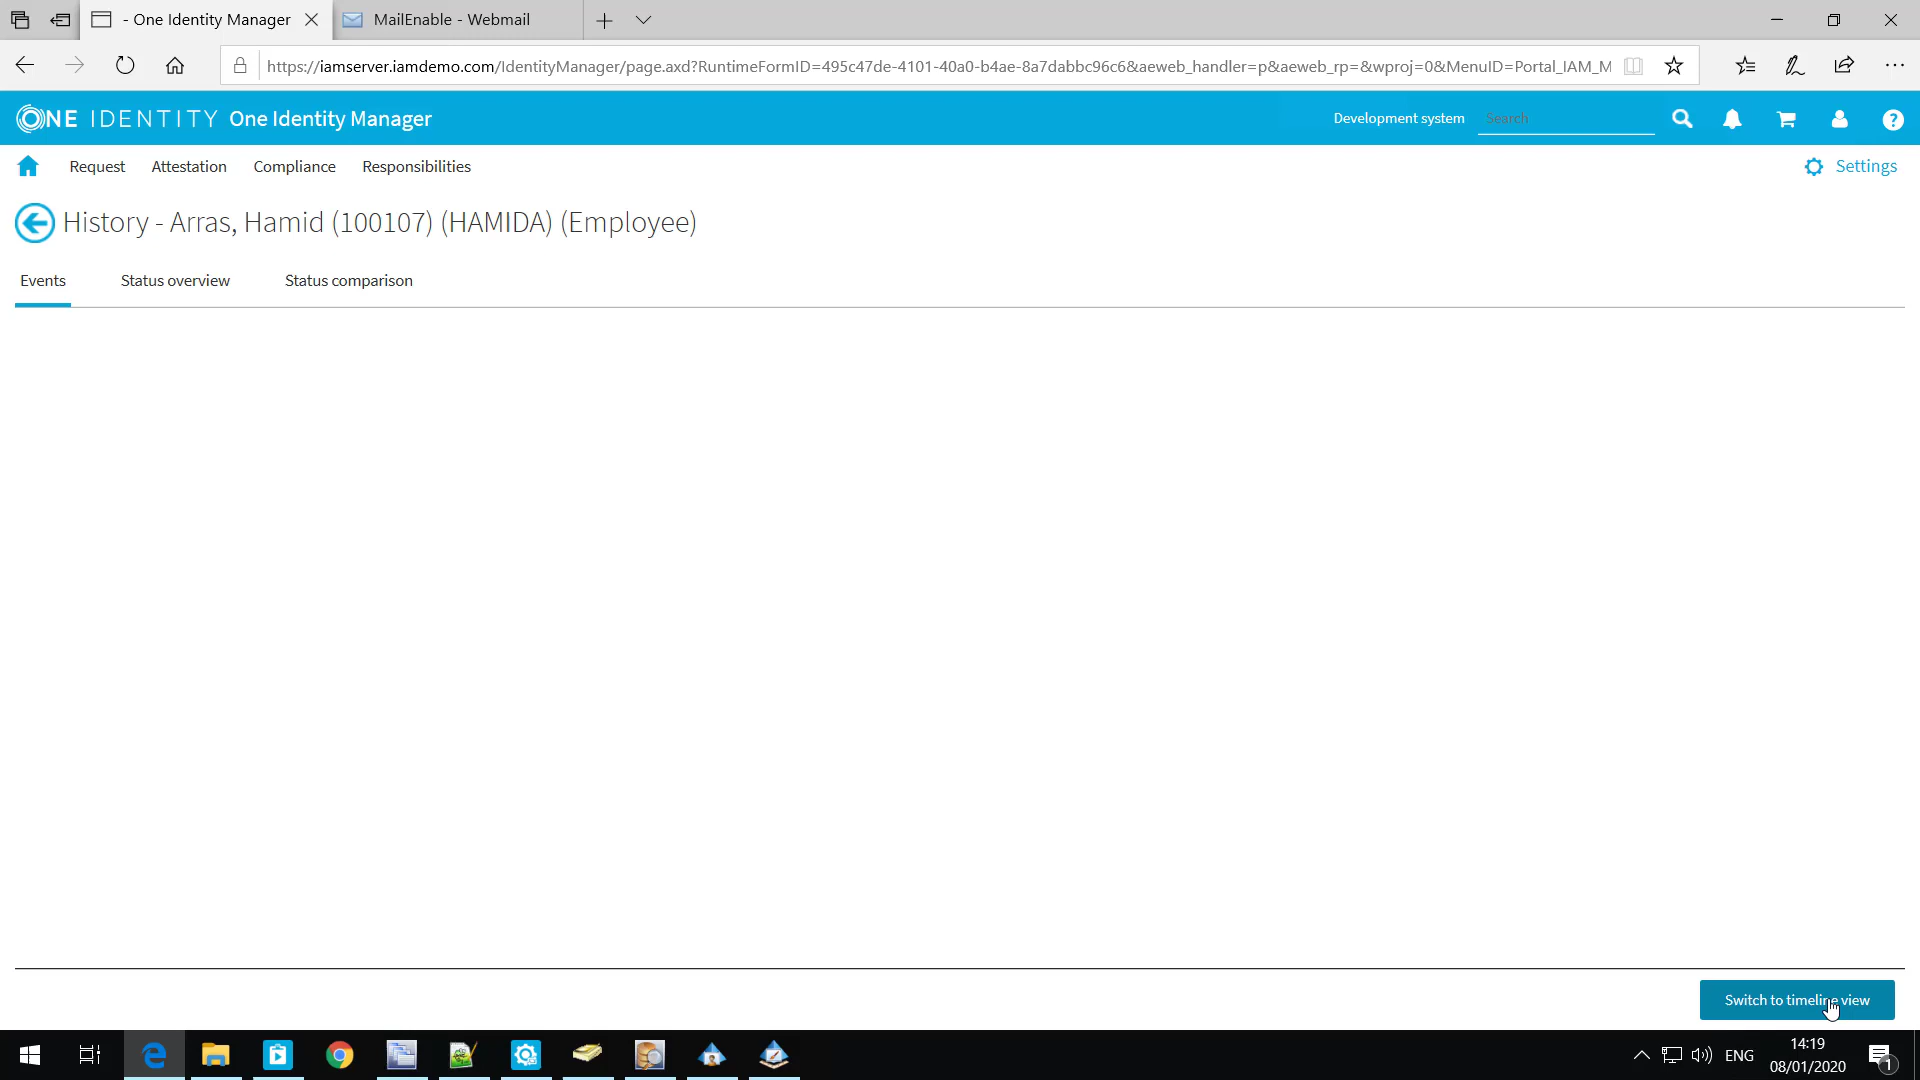 - One Identity Manager
MailEnable - Webmail
https://iamserver.iamdemo.com/IdentityManager/page.axd?RuntimeFormID=495c47de-4101-40a0-b4ae-8a7dabbc96c6&aeweb_handler=p&aeweb_rp=&wproj=0&MenuID=Portal_IAM_M
ONE IDENTITY One Identity Manager
Development system
Search
Request
Attestation
Compliance
Responsibilities
Settings
History - Arras, Hamid (100107) (HAMIDA) (Employee)
Events
Status overview
Status comparison
Switch to timeline view
ENG
14:19
08/01/2020
1